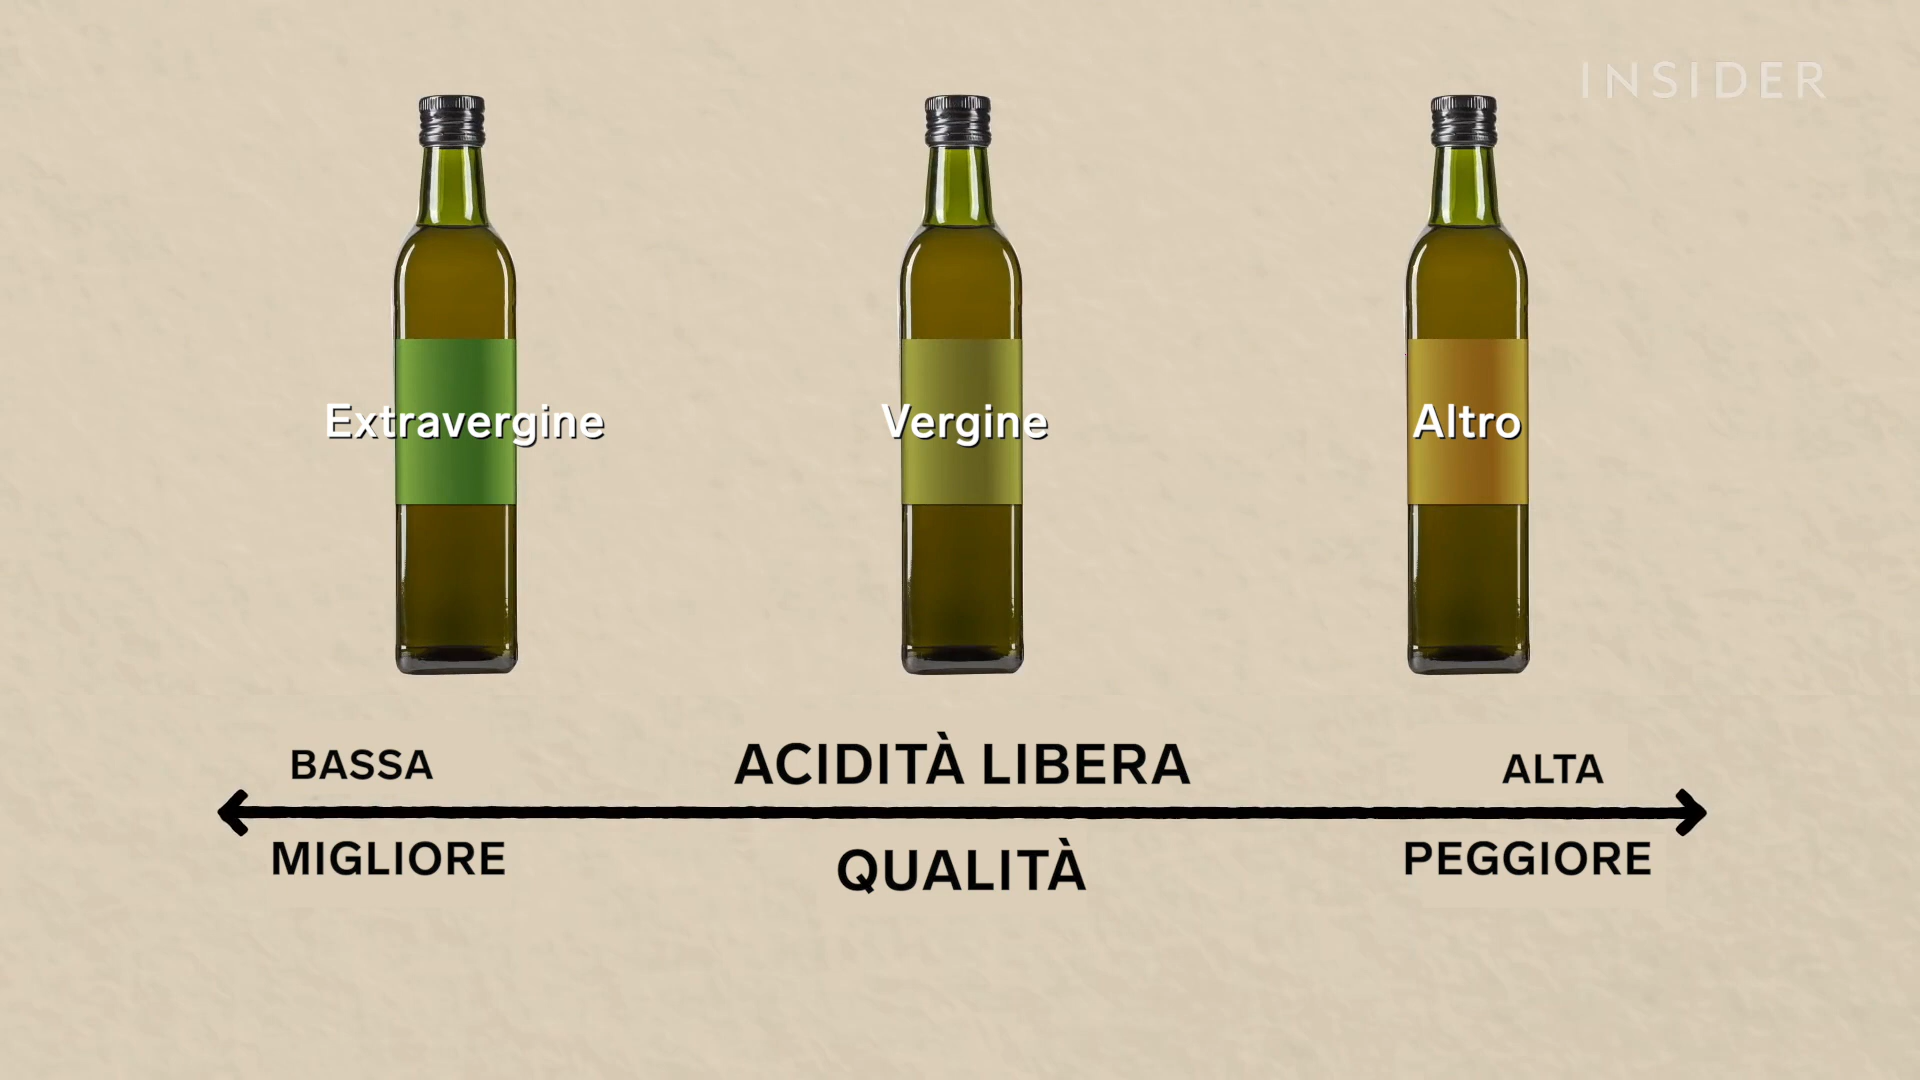 INSIDER
Extravergine
Vergine
Altro
BASSA
ACIDITÀ LIBERA
ALTA
MIGLIORE
QUALITÀ
PEGGIORE